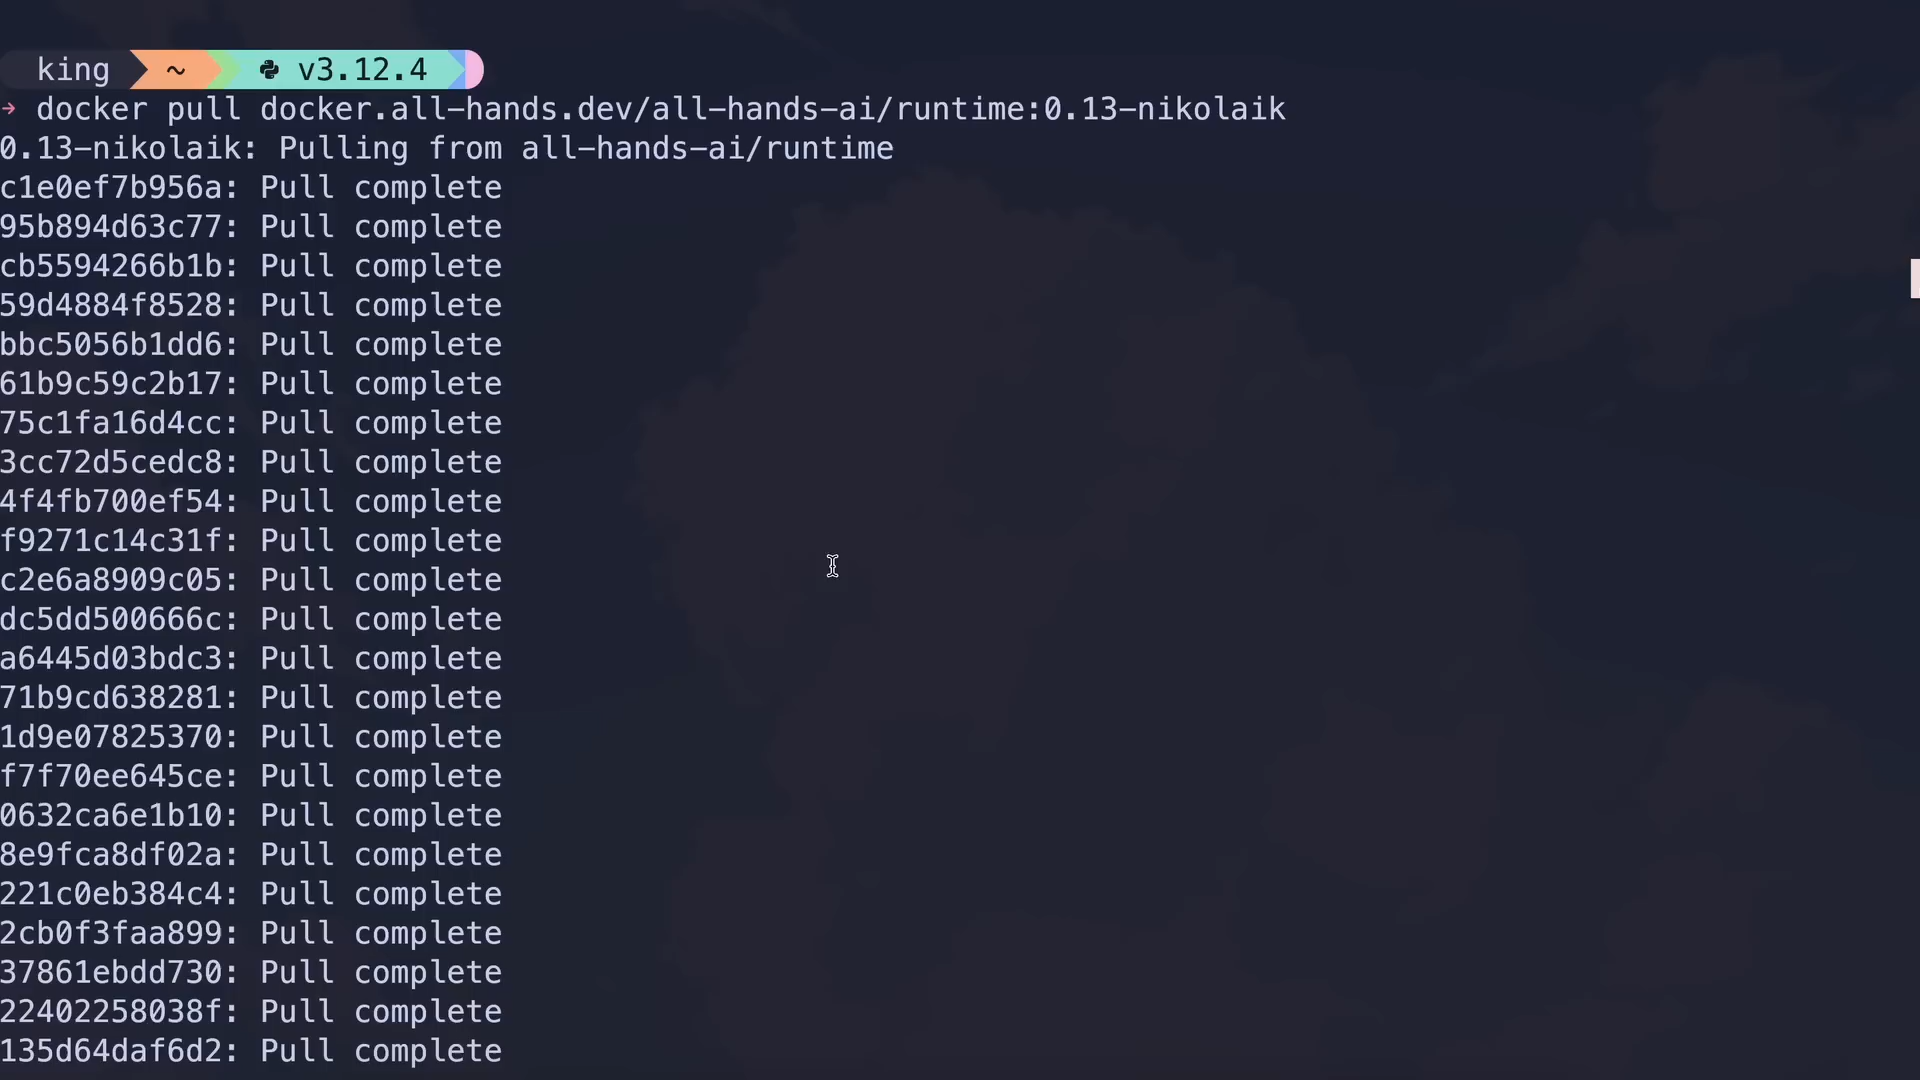 king ~ v3.12.4
→ docker pull docker.all-hands.dev/all-hands-ai/runtime:0.13-nikolaik
0.13-nikolaik: Pulling from all-hands-ai/runtime
c1e0ef7b956a: Pull complete
95b894d63c77: Pull complete
cb5594266b1b: Pull complete
59d4884f8528: Pull complete
bbc5056b1dd6: Pull complete
61b9c59c2b17: Pull complete
75c1fa16d4cc: Pull complete
3cc72d5cedc8: Pull complete
4f4fb700ef54: Pull complete
f9271c14c31f: Pull complete
c2e6a8909c05: Pull complete
dc5dd500666c: Pull complete
a6445d03bdc3: Pull complete
71b9cd638281: Pull complete
1d9e07825370: Pull complete
f7f70ee645ce: Pull complete
0632ca6e1b10: Pull complete
8e9fca8df02a: Pull complete
221c0eb384c4: Pull complete
2cb0f3faa899: Pull complete
37861ebdd730: Pull complete
22402258038f: Pull complete
135d64daf6d2: Pull complete